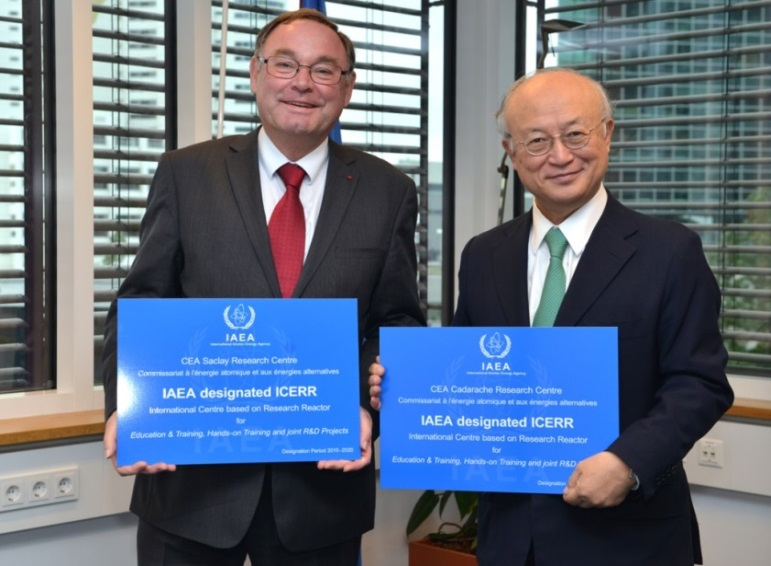 IAEA
International Atomic Energy Agency
CEA Saclay Research Centre
Commissariat à l'énergie atomique et aux énergies alternatives
IAEA designated ICERR
International Centre based on Research Reactor
for
Education & Training, Hands-on Training and joint R&D Projects
Designation Period 2015-2020
IAEA
International Atomic Energy Agency
CEA Cadarache Research Centre
Commissariat à l'énergie atomique et aux énergies alternatives
IAEA designated ICERR
International Centre based on Research Reactor
for
Education & Training, Hands-on Training and joint R&D
Designation